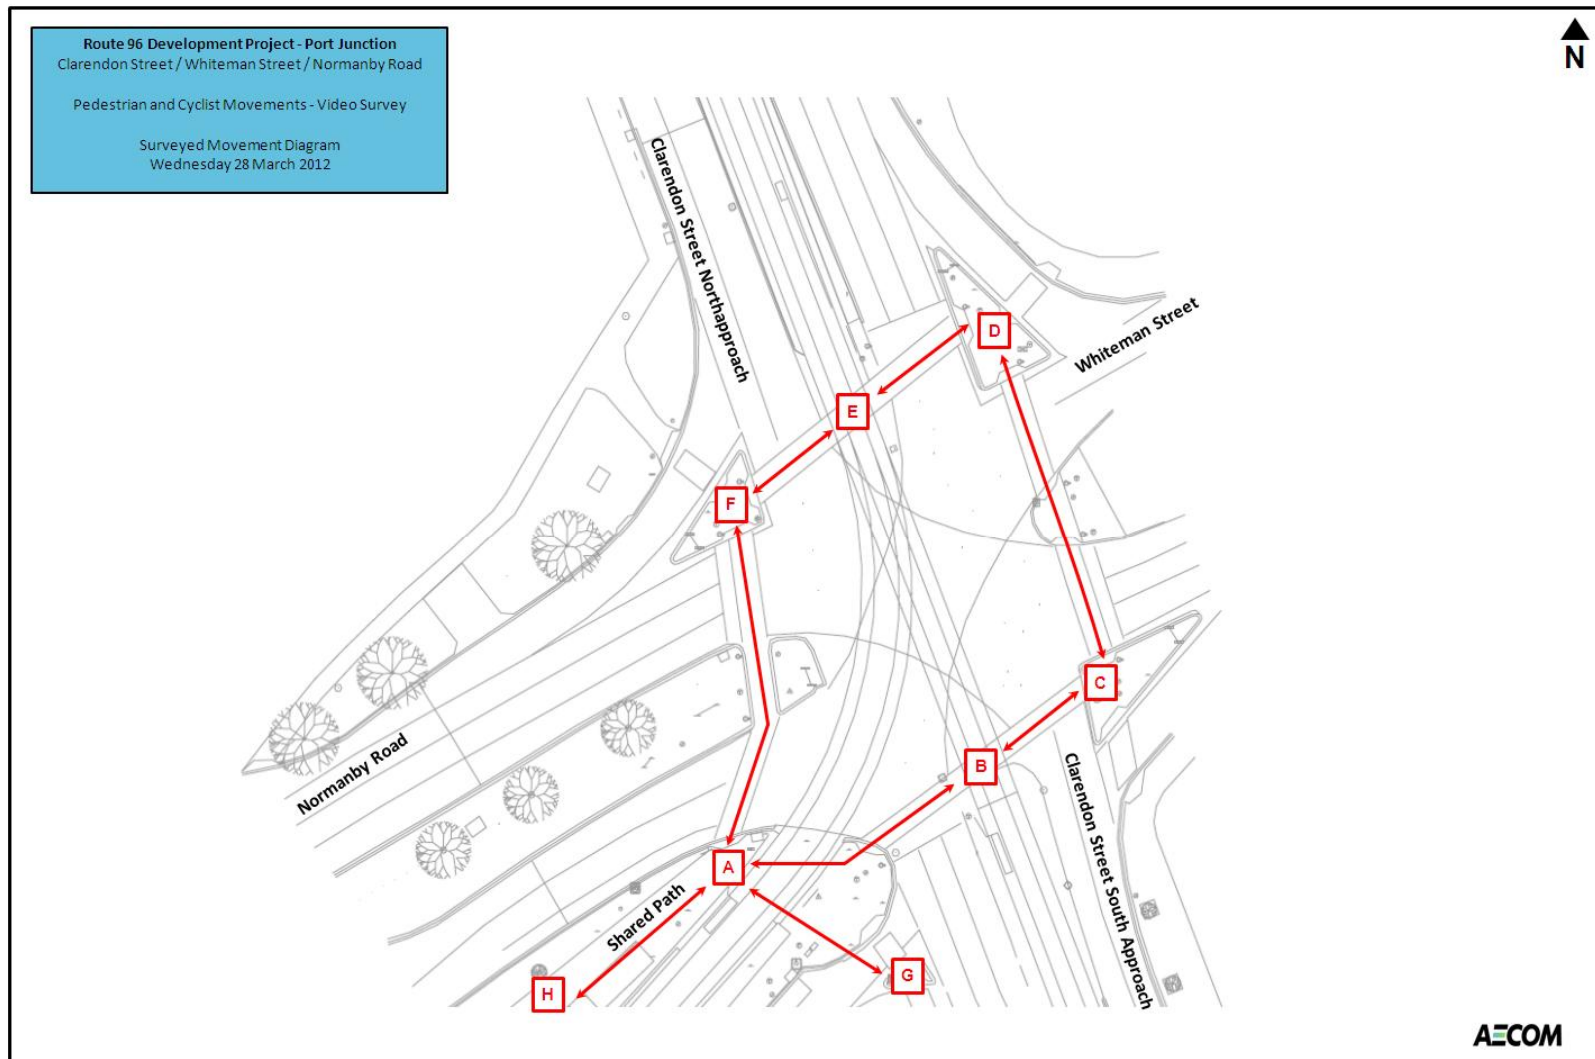 Route 96 Development Project - Port Junction
Clarendon Street / Whiteman Street / Normanby Road
Pedestrian and Cyclist Movements - Video Survey
Surveyed Movement Diagram
Wednesday 28 March 2012
N
Clarendon Street Northapproach
Whiteman Street
D
E
F
C
B
Normanby Road
A
Shared Path
Clarendon Street South Approach
G
H
AECOM